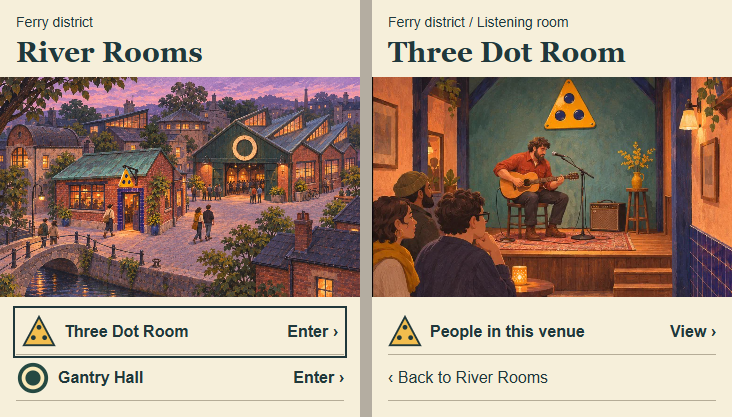 Ferry district
River Rooms
Three Dot Room Enter ›
Gantry Hall Enter ›
Ferry district / Listening room
Three Dot Room
People in this venue View ›
‹ Back to River Rooms